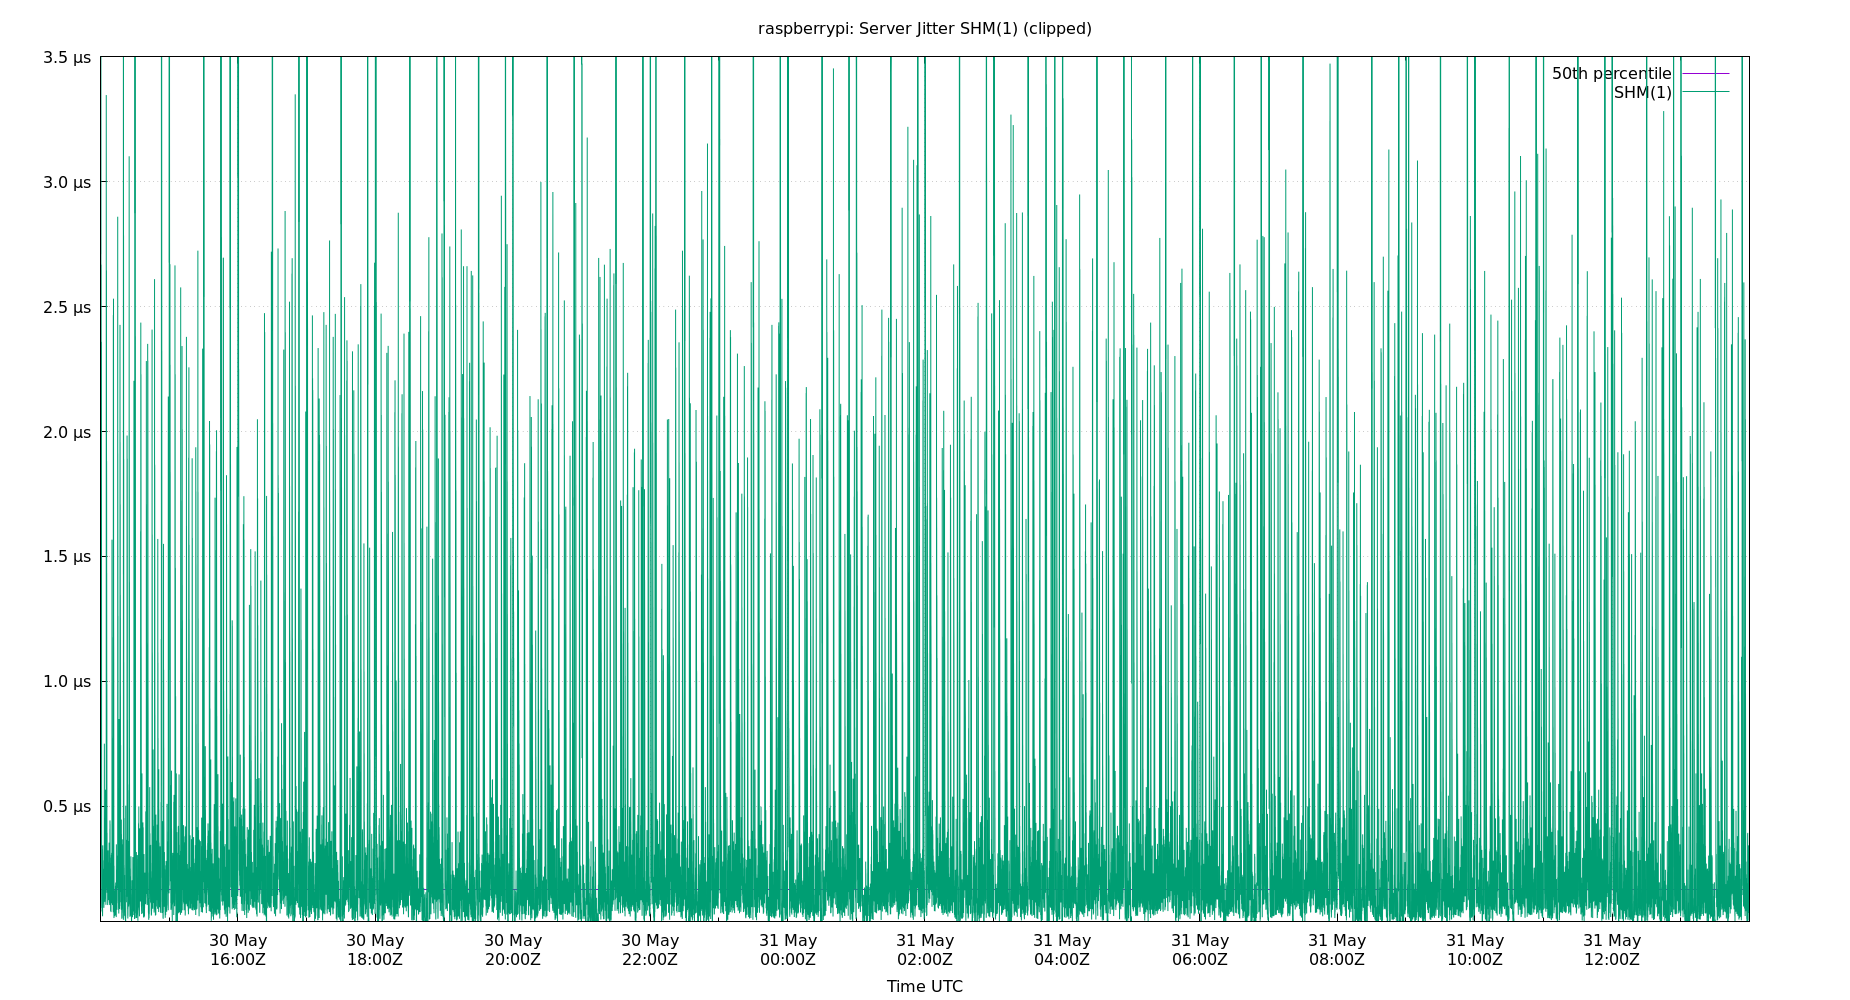 raspberrypi: Server Jitter SHM(1) (clipped)
3.5 µs
3.0 µs
2.5 µs
2.0 µs
1.5 µs
1.0 µs
0.5 µs
50th percentile
SHM(1)
30 May 30 May 30 May 30 May 31 May 31 May 31 May 31 May 31 May 31 May 31 May
16:00Z 18:00Z 20:00Z 22:00Z 00:00Z 02:00Z 04:00Z 06:00Z 08:00Z 10:00Z 12:00Z
Time UTC